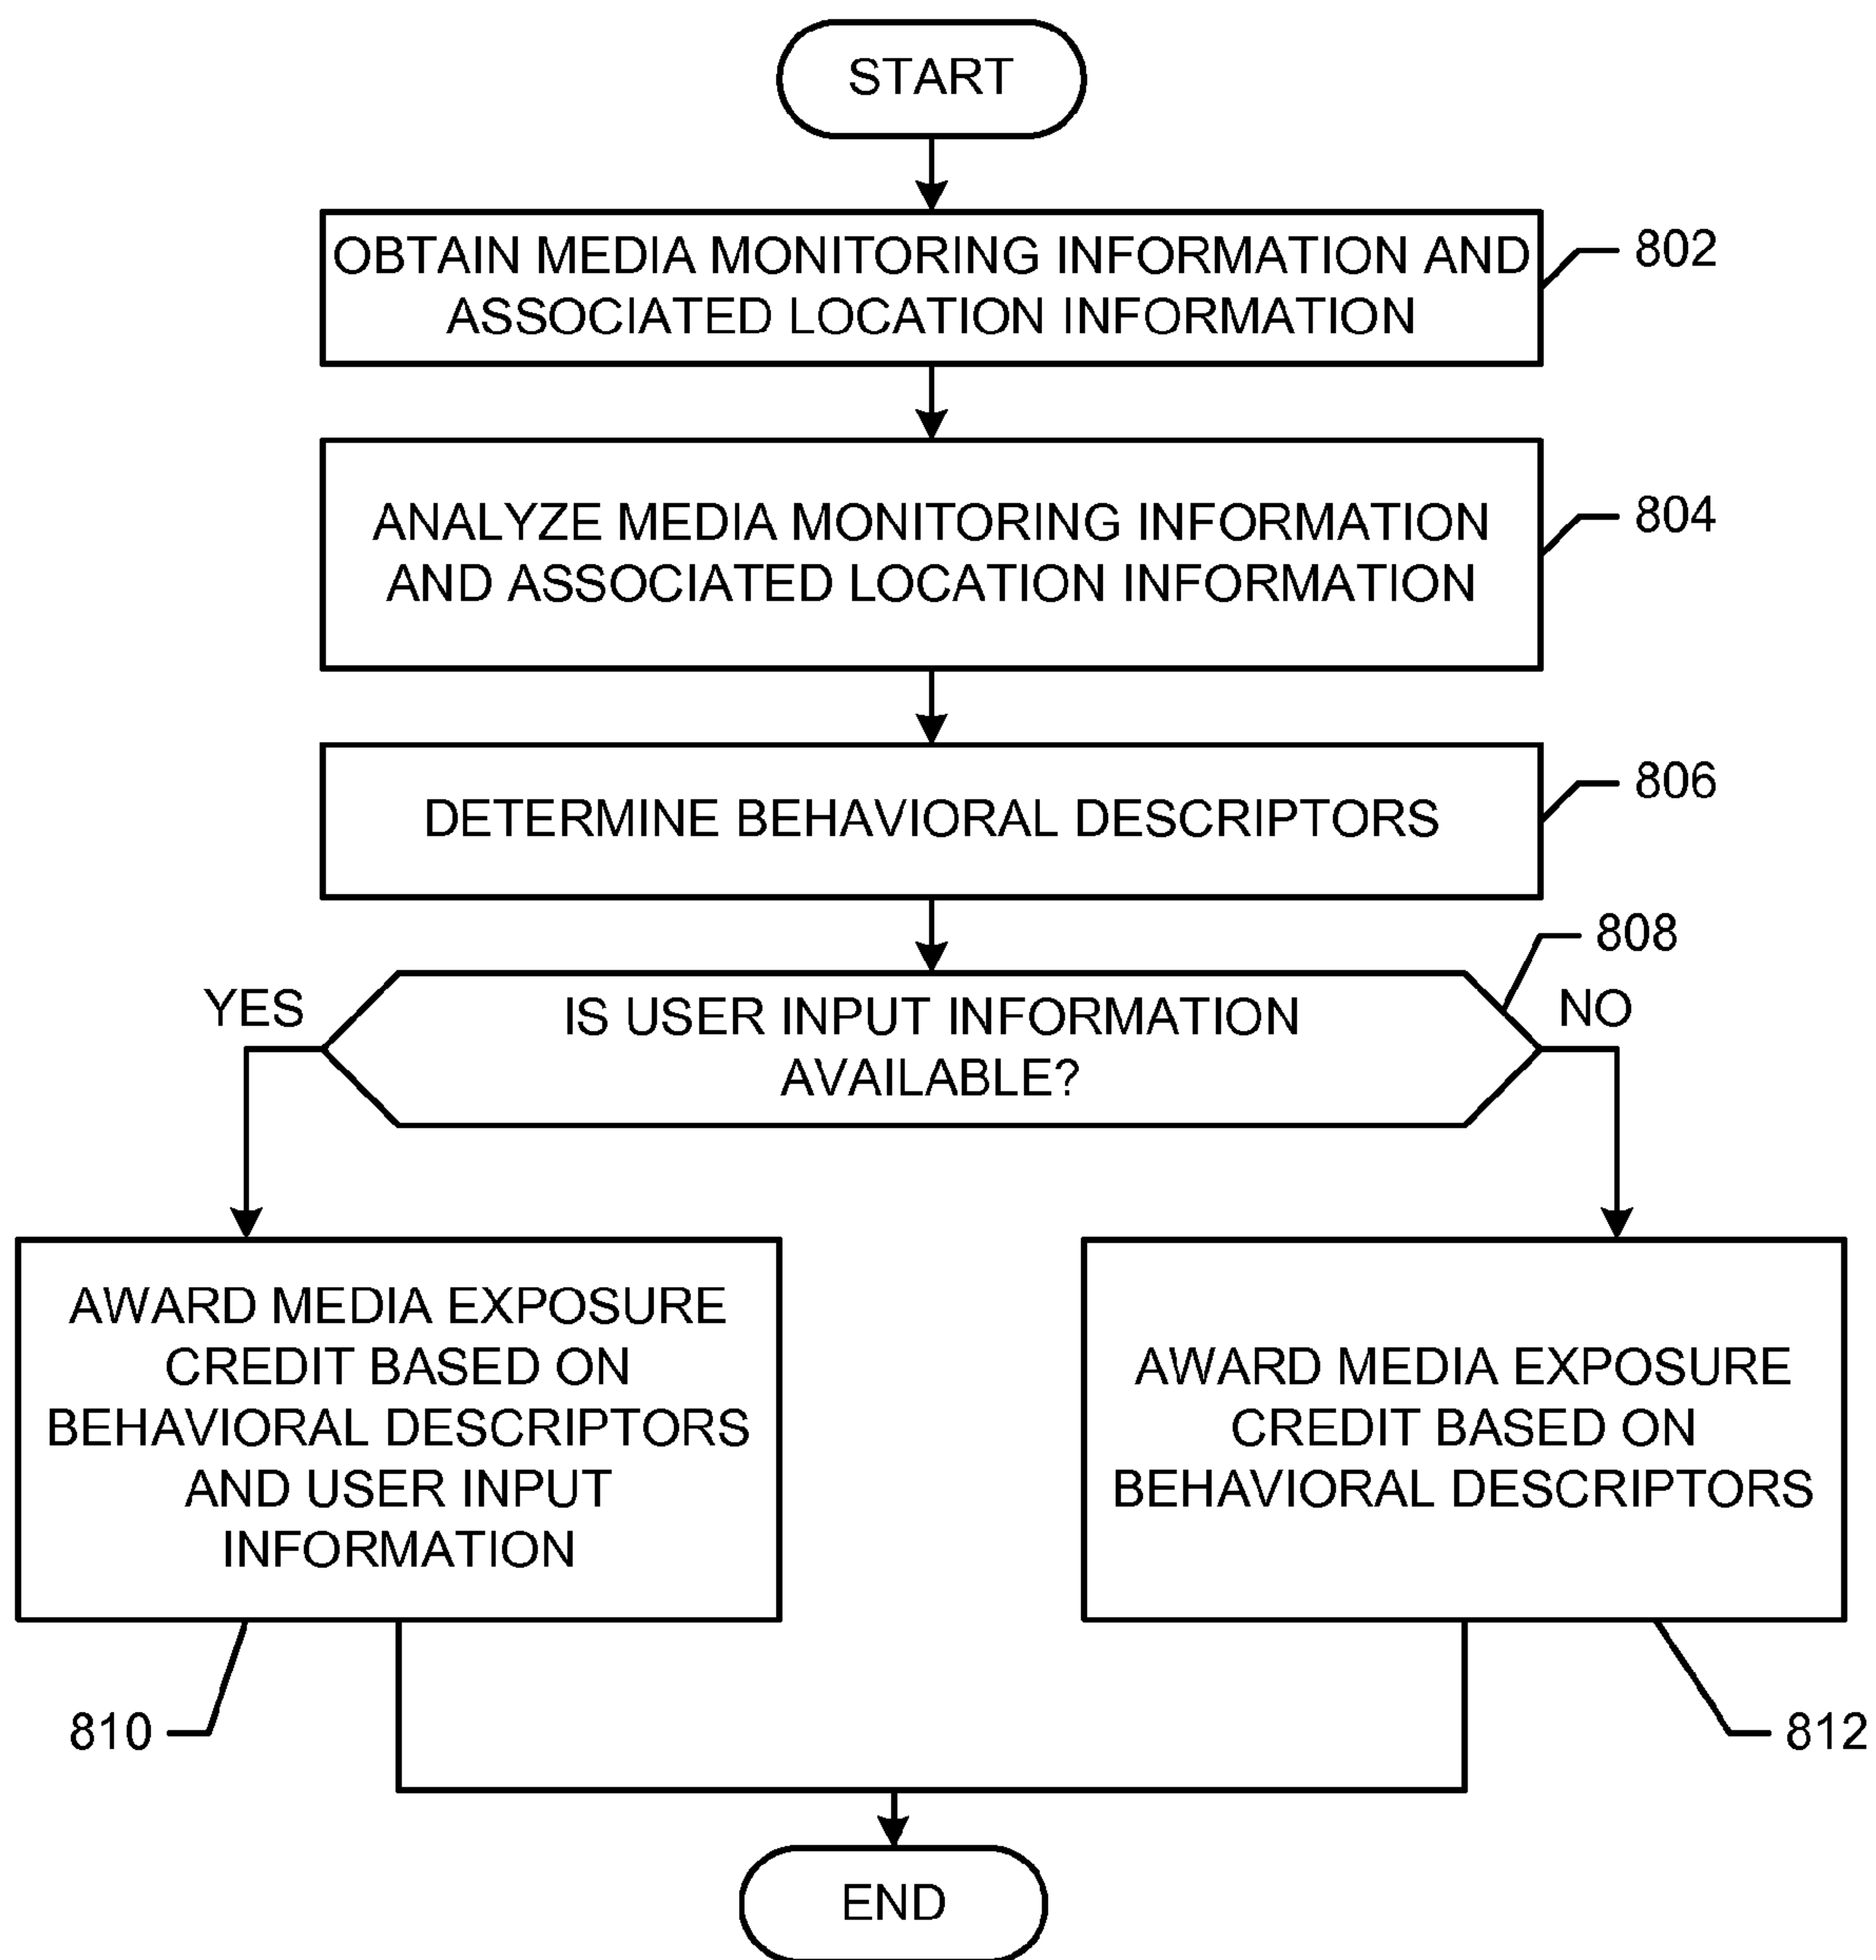 START
OBTAIN MEDIA MONITORING INFORMATION AND
ASSOCIATED LOCATION INFORMATION
802
ANALYZE MEDIA MONITORING INFORMATION
AND ASSOCIATED LOCATION INFORMATION
804
DETERMINE BEHAVIORAL DESCRIPTORS
806
808
YES
IS USER INPUT INFORMATION
AVAILABLE?
NO
AWARD MEDIA EXPOSURE
CREDIT BASED ON
BEHAVIORAL DESCRIPTORS
AND USER INPUT
INFORMATION
AWARD MEDIA EXPOSURE
CREDIT BASED ON
BEHAVIORAL DESCRIPTORS
810
812
END